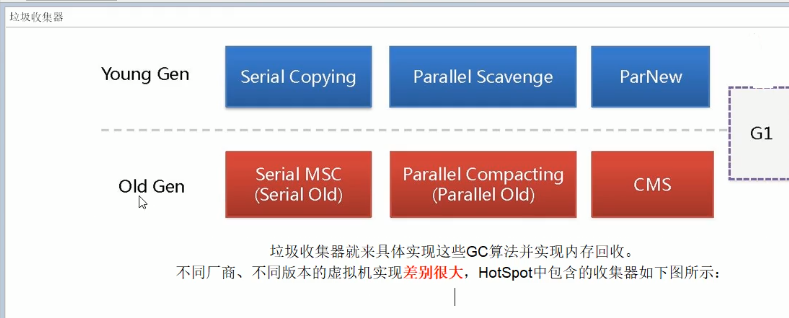 垃圾收集器
Young Gen
Serial Copying
Parallel Scavenge
ParNew
G1
Old Gen
Serial MSC
(Serial Old)
Parallel Compacting
(Parallel Old)
CMS
垃圾收集器就来具体实现这些GC算法并实现内存回收。
不同厂商、不同版本的虚拟机实现差别很大，HotSpot中包含的收集器如下图所示：